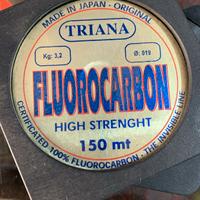 MADE IN JAPAN - ORIGINAL
TRIANA
Kg: 3,2
Ø: 019
FLUOROCARBON
HIGH STRENGHT
150 mt
CERTIFICATED 100% FLUOROCARBON - THE INVISIBLE LINE